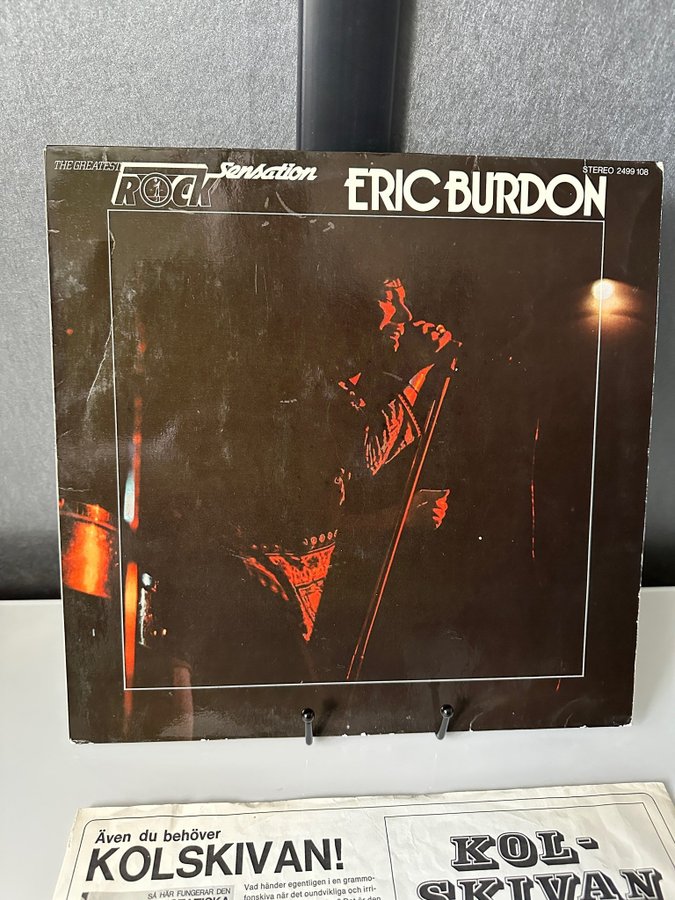 THE GREATEST
ROCK
Sensation
ERIC BURDON
STEREO 2499 108
Även du behöver
KOLSKIVAN!
SÅ HÄR FUNGERAR DEN
Vad händer egentligen i en grammo-
fonskiva när det oundvikliga och irri-
KOL-
SKIVAN